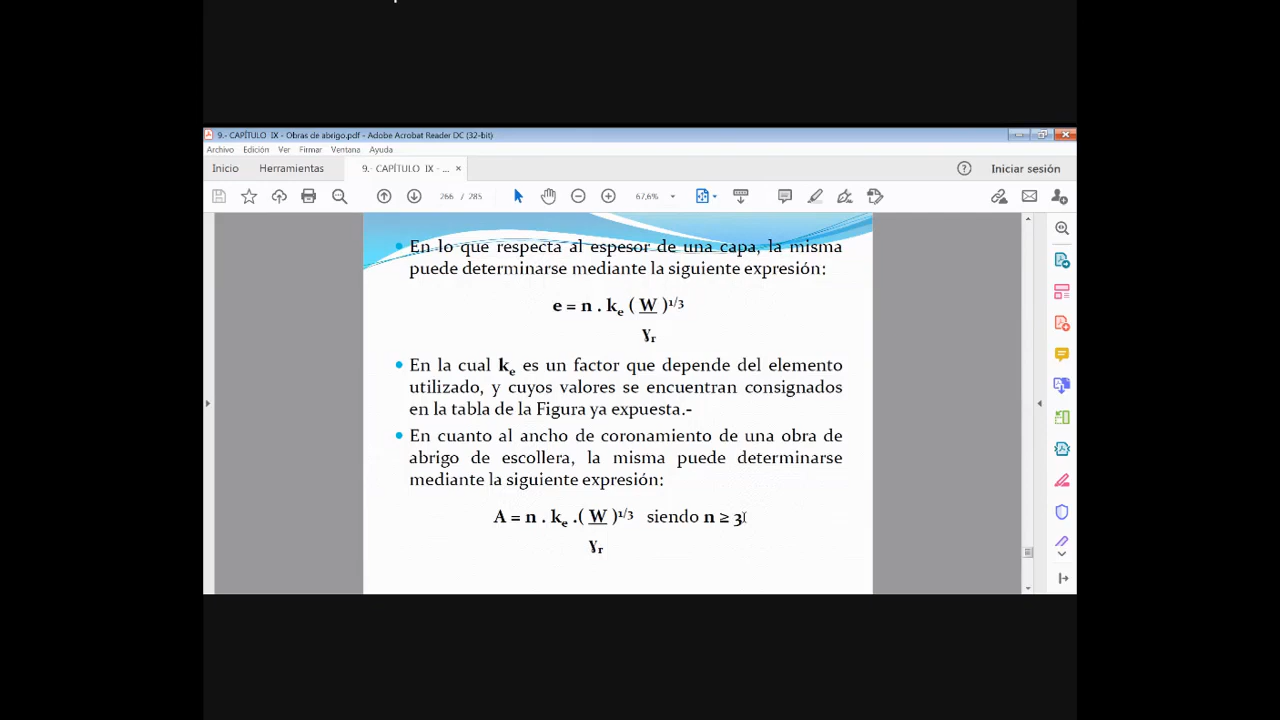 9.- CAPÍTULO IX - Obras de abrigo.pdf - Adobe Acrobat Reader DC (32-bit)
Archivo Edición Ver Firmar Ventana Ayuda
Inicio Herramientas 9.- CAPÍTULO IX - ... × Iniciar sesión
266 / 285 67,6%
• En lo que respecta al espesor de una capa, la misma
puede determinarse mediante la siguiente expresión:
e = n . kₑ ( W )¹/³
ɣr
• En la cual kₑ es un factor que depende del elemento
utilizado, y cuyos valores se encuentran consignados
en la tabla de la Figura ya expuesta.-
• En cuanto al ancho de coronamiento de una obra de
abrigo de escollera, la misma puede determinarse
mediante la siguiente expresión:
A = n . kₑ .( W )¹/³ siendo n ≥ 3
ɣr